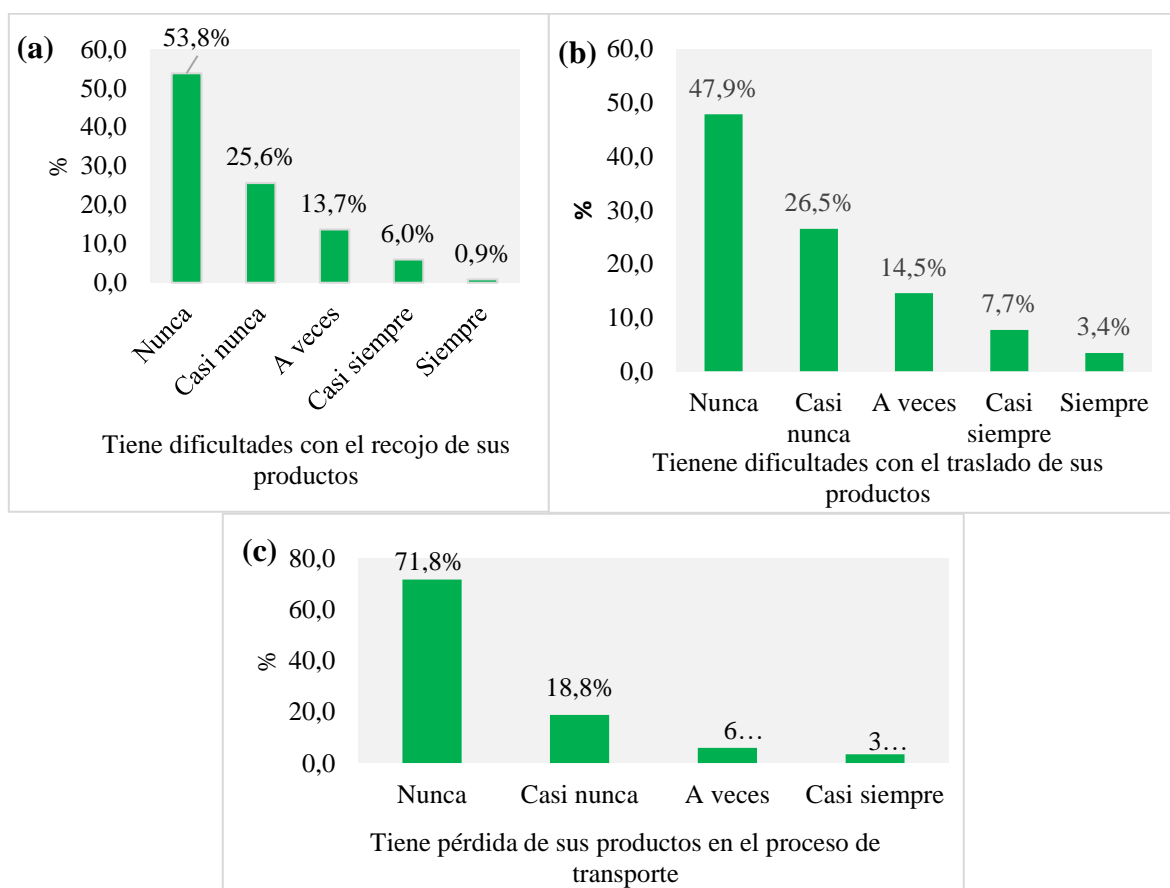 (a)
53,8%
60,0
50,0
40,0
30,0
20,0
10,0
0,0
%
25,6%
13,7%
6,0%
0,9%
Nunca
Casi nunca
A veces
Casi siempre
Siempre
Tiene dificultades con el recojo de sus
productos
(b)
60,0
50,0
40,0
30,0
20,0
10,0
0,0
%
47,9%
26,5%
14,5%
7,7%
3,4%
Nunca
Casi
nunca
A veces
Casi
siempre
Siempre
Tienene dificultades con el traslado de sus
productos
(c)
80,0
60,0
40,0
20,0
0,0
%
71,8%
18,8%
6…
3…
Nunca
Casi nunca
A veces
Casi siempre
Tiene pérdida de sus productos en el proceso de
transporte